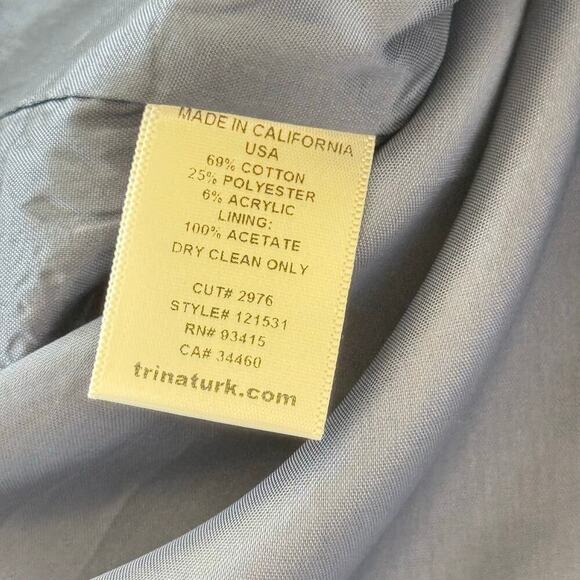 MADE IN CALIFORNIA
USA
69% COTTON
25% POLYESTER
6% ACRYLIC
LINING:
100% ACETATE
DRY CLEAN ONLY
CUT# 2976
STYLE# 121531
RN# 93415
CA# 34460
trinaturk.com